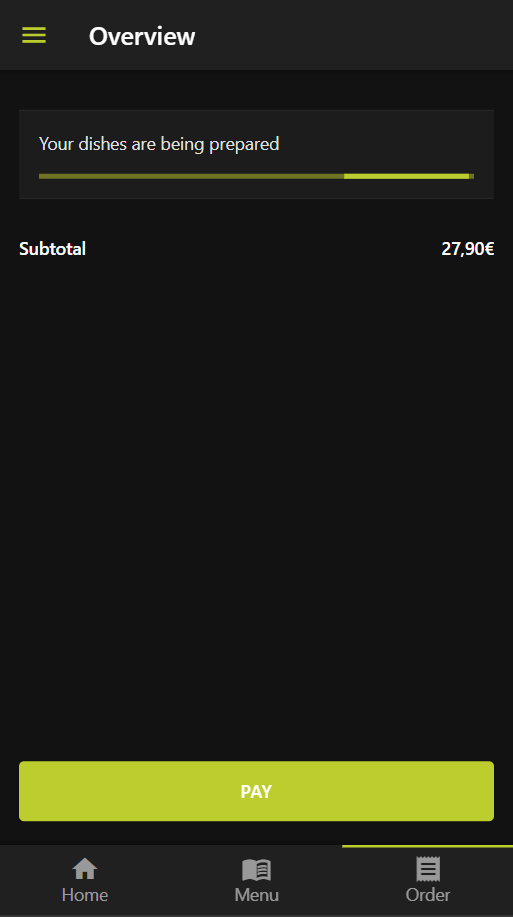 Overview
Your dishes are being prepared
Subtotal 27,90€
PAY
Home Menu Order